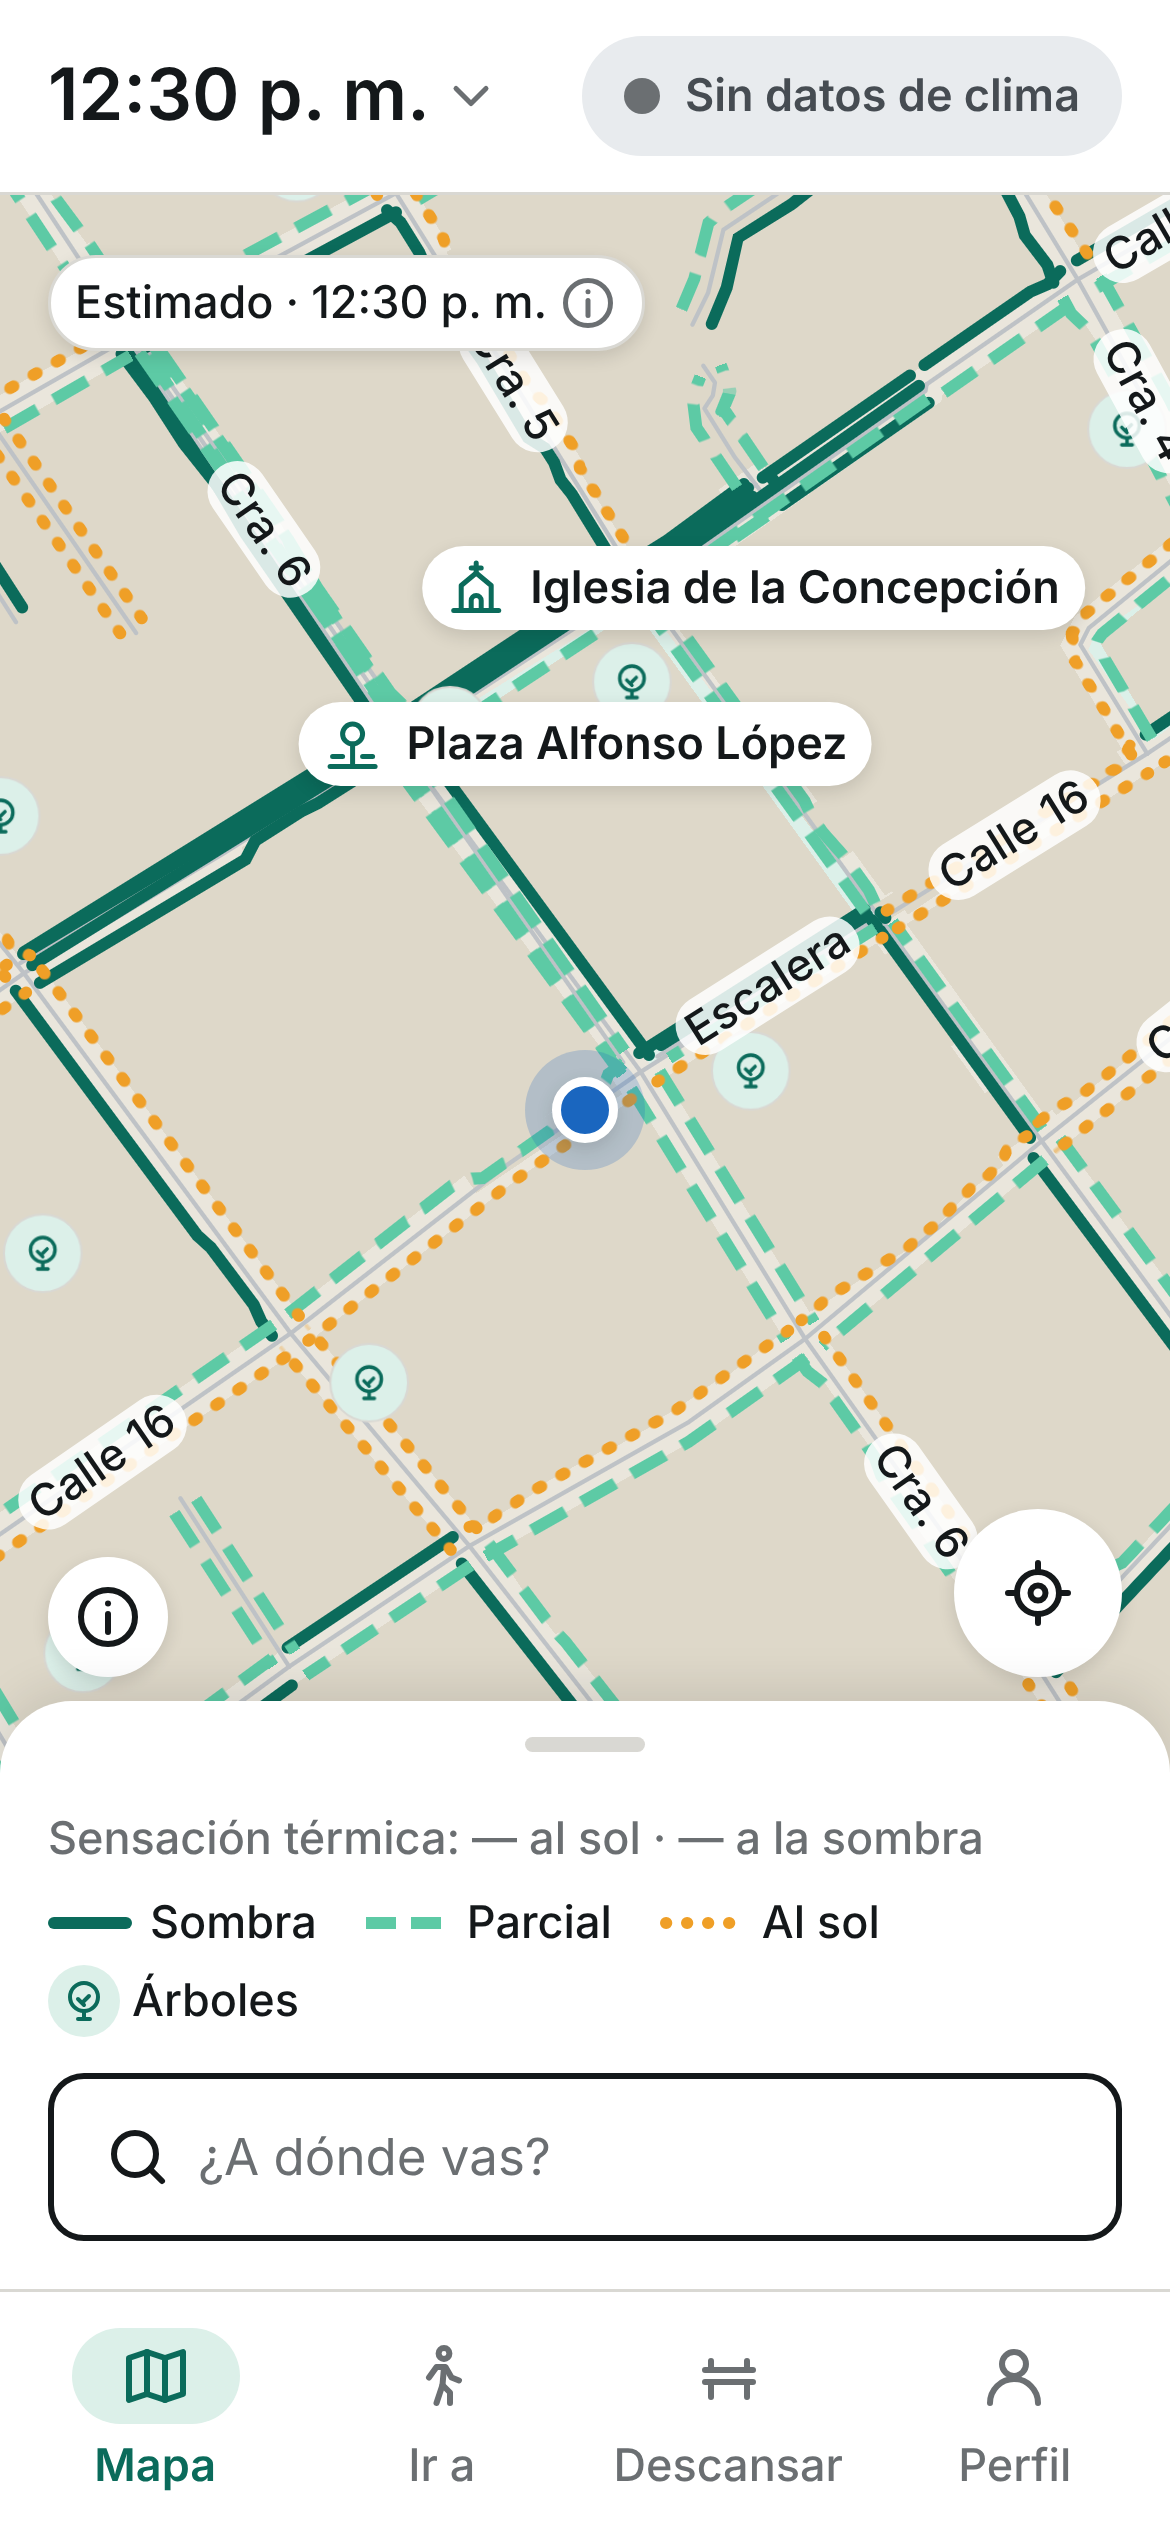 12:30 p. m.
Sin datos de clima
Estimado · 12:30 p. m.
Cra. 5
Cra. 4
Cra. 6
Iglesia de la Concepción
Plaza Alfonso López
Calle 16
Escalera
Calle 16
Cra. 6
Sensación térmica: — al sol · — a la sombra
Sombra
Parcial
Al sol
Árboles
¿A dónde vas?
Mapa
Ir a
Descansar
Perfil